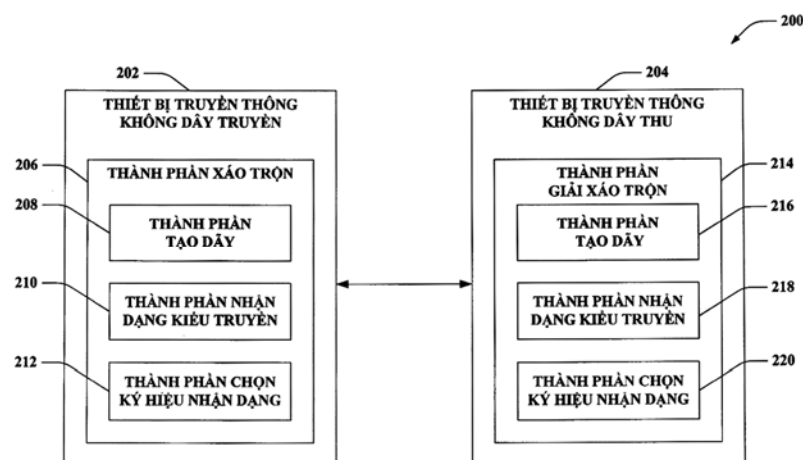 200
202
204
THIẾT BỊ TRUYỀN THÔNG
KHÔNG DÂY TRUYỀN
206
THÀNH PHẦN XÁO TRỘN
208
THÀNH PHẦN
TẠO DÃY
210
THÀNH PHẦN NHẬN
DẠNG KIỂU TRUYỀN
212
THÀNH PHẦN CHỌN
KÝ HIỆU NHẬN DẠNG
THIẾT BỊ TRUYỀN THÔNG
KHÔNG DÂY THU
214
THÀNH PHẦN
GIẢI XÁO TRỘN
216
THÀNH PHẦN
TẠO DÃY
218
THÀNH PHẦN NHẬN
DẠNG KIỂU TRUYỀN
220
THÀNH PHẦN CHỌN
KÝ HIỆU NHẬN DẠNG